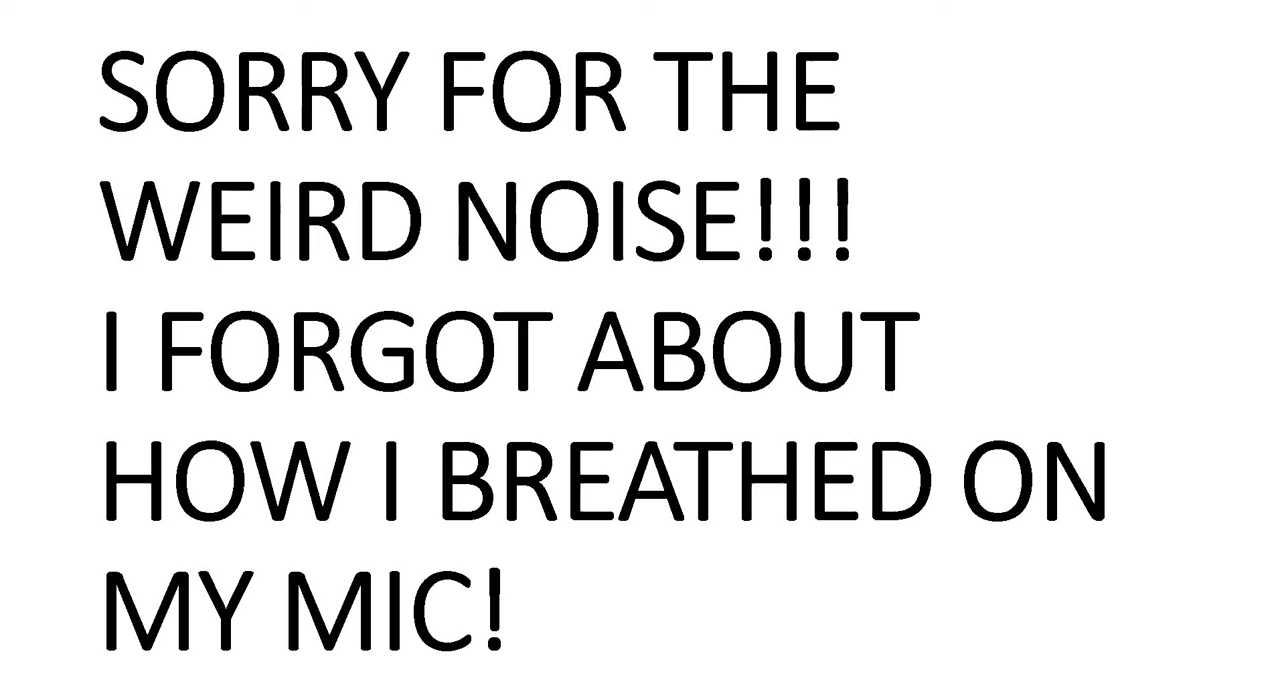 SORRY FOR THE
WEIRD NOISE!!!
I FORGOT ABOUT
HOW I BREATHED ON
MY MIC!